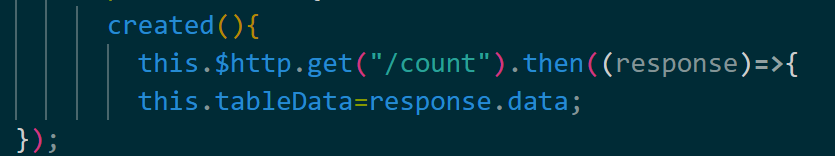 created(){
this.$http.get("/count").then((response)=>{
this.tableData=response.data;
});